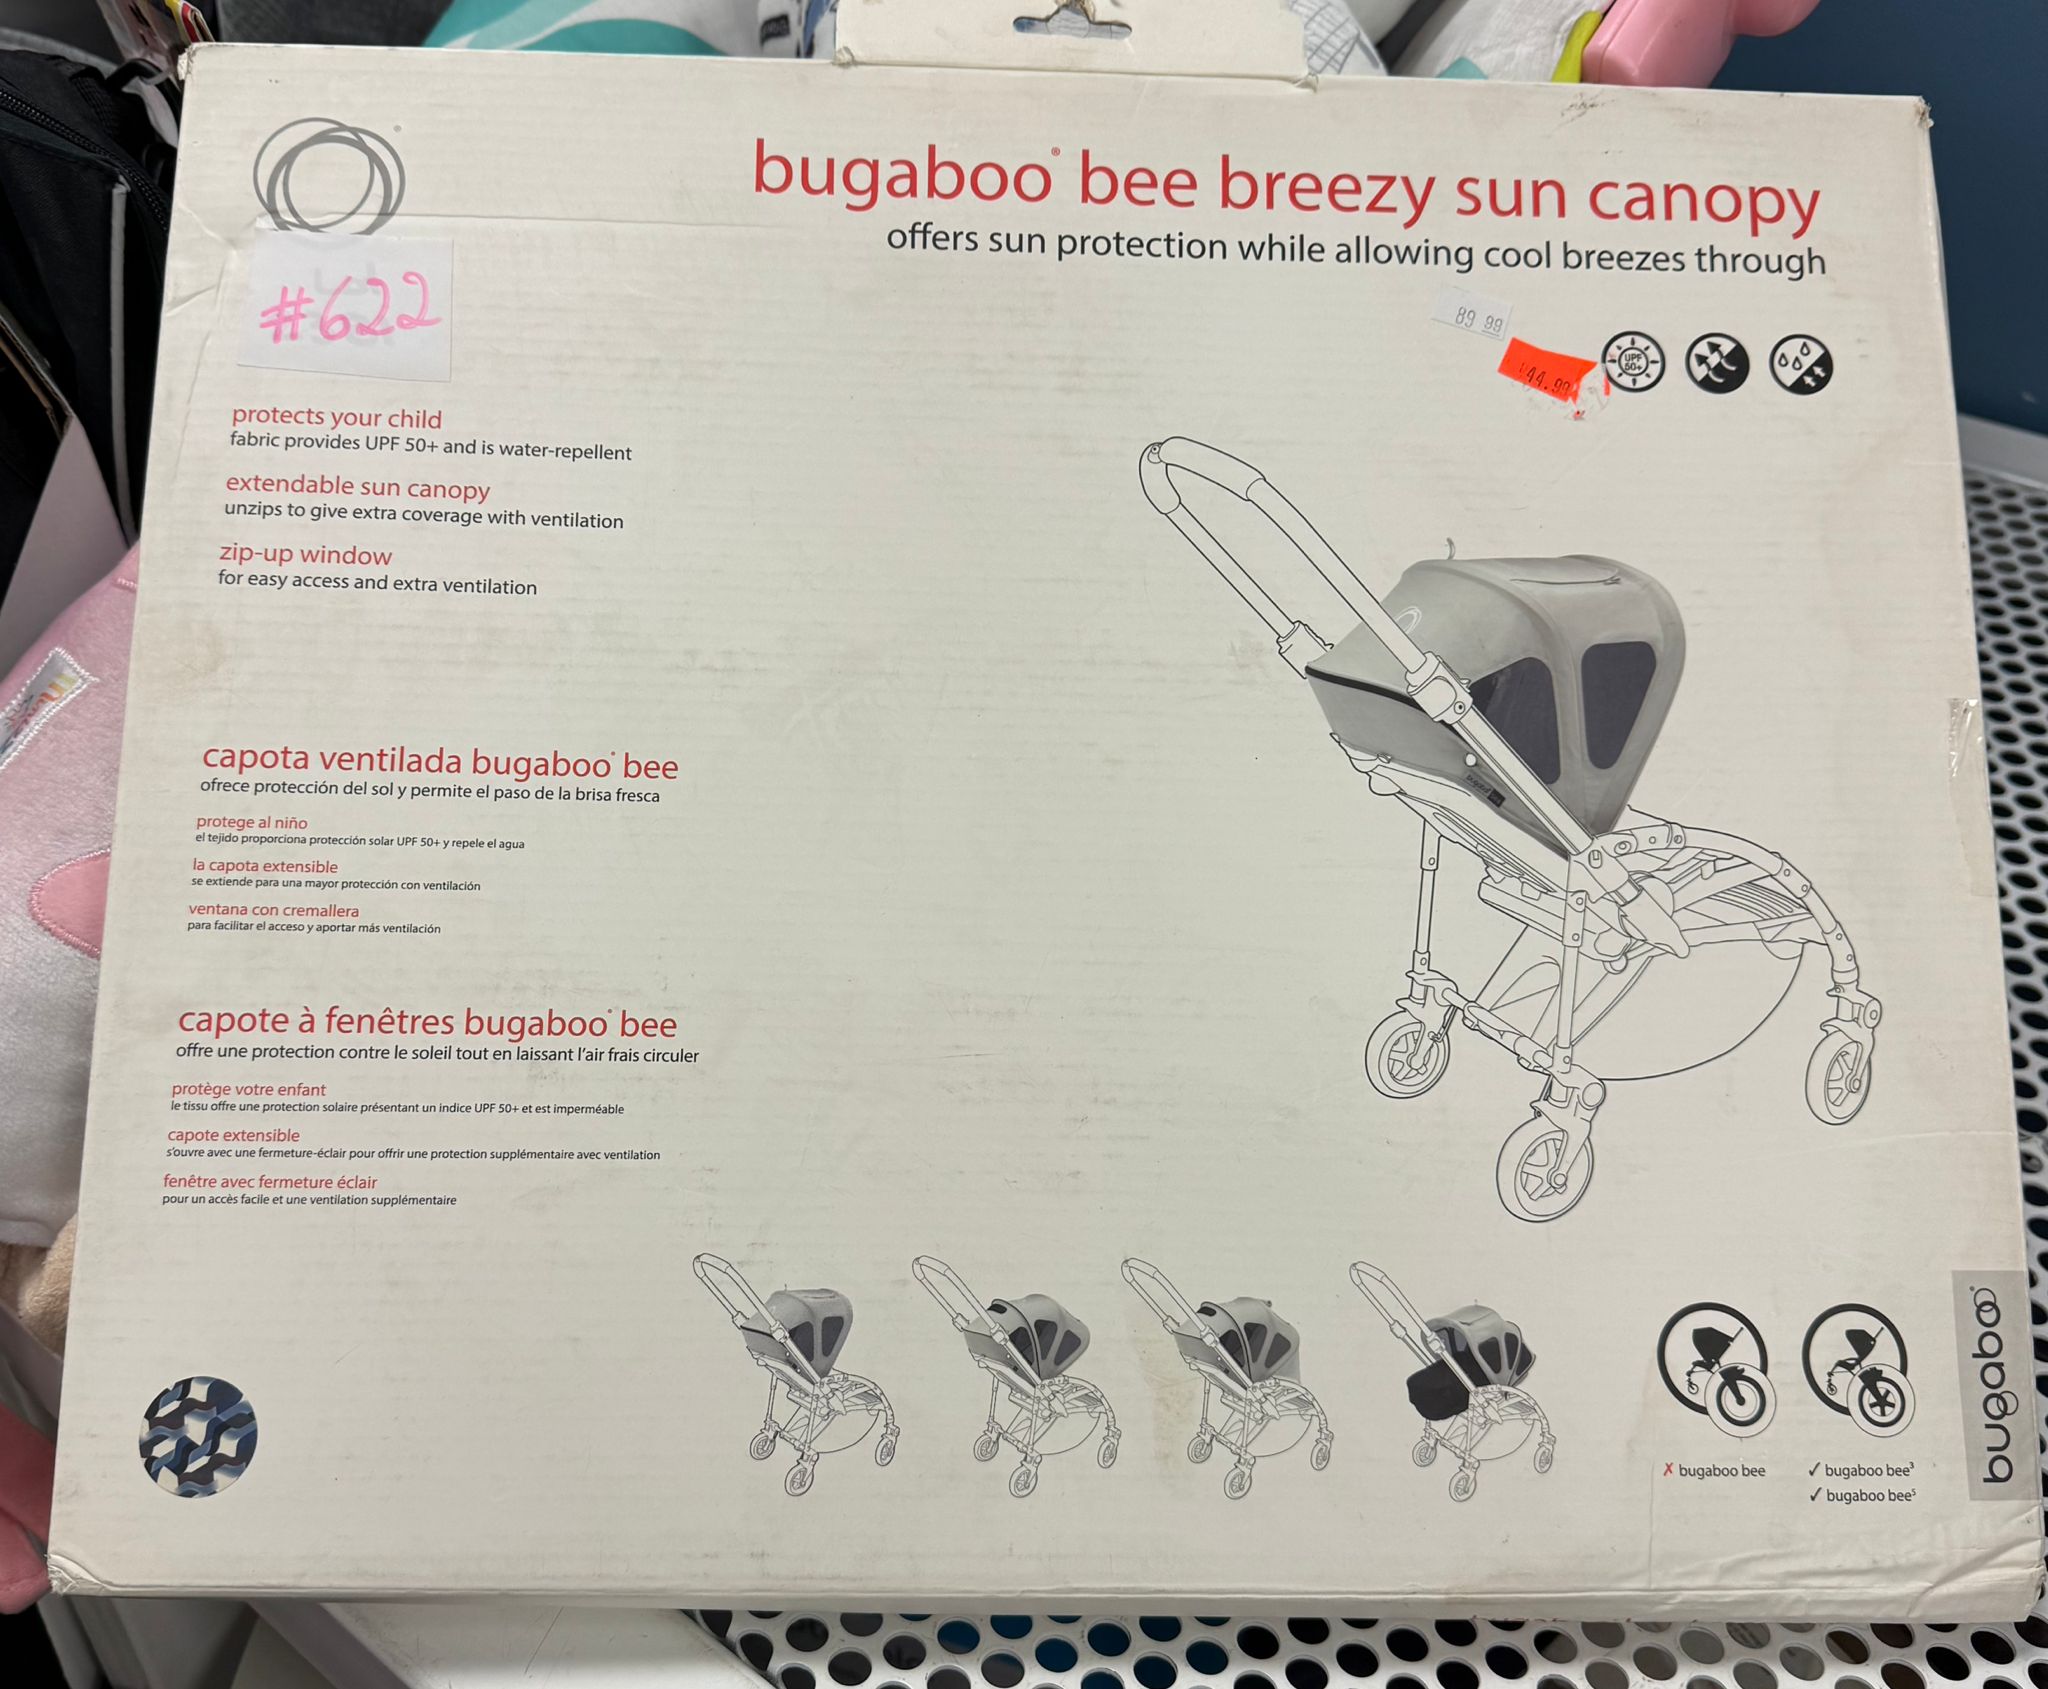 bugaboo® bee breezy sun canopy
offers sun protection while allowing cool breezes through
#622
89 99
44.99
UPF
50+
protects your child
fabric provides UPF 50+ and is water-repellent
extendable sun canopy
unzips to give extra coverage with ventilation
zip-up window
for easy access and extra ventilation
capota ventilada bugaboo® bee
ofrece protección del sol y permite el paso de la brisa fresca
protege al niño
el tejido proporciona protección solar UPF 50+ y repele el agua
la capota extensible
se extiende para una mayor protección con ventilación
ventana con cremallera
para facilitar el acceso y aportar más ventilación
capote à fenêtres bugaboo® bee
offre une protection contre le soleil tout en laissant l'air frais circuler
protège votre enfant
le tissu offre une protection solaire présentant un indice UPF 50+ et est imperméable
capote extensible
s'ouvre avec une fermeture-éclair pour offrir une protection supplémentaire avec ventilation
fenêtre avec fermeture éclair
pour un accès facile et une ventilation supplémentaire
✗ bugaboo bee
✓ bugaboo bee³
✓ bugaboo bee⁵
bugaboo®